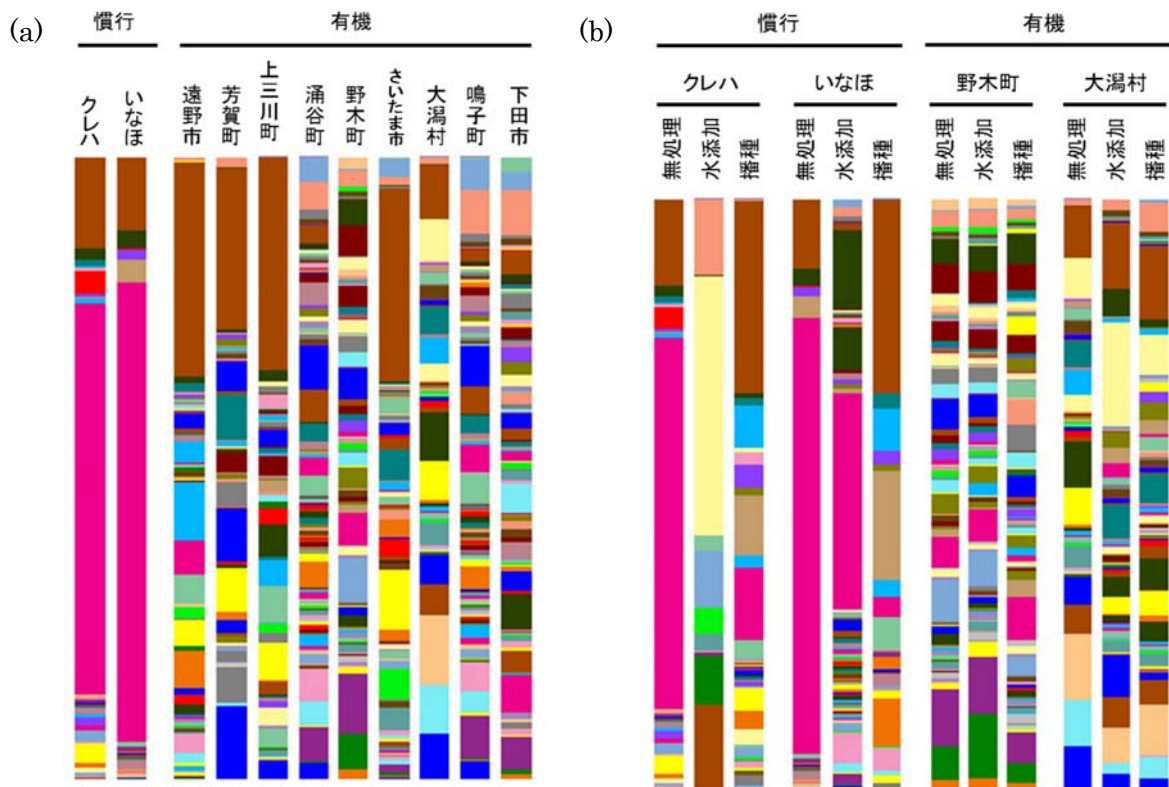 (a)
慣行 有機
クレハ
いなほ
遠野市
芳賀町
上三川町
涌谷町
野木町
さいたま市
大潟村
鳴子町
下田市
(b)
慣行 有機
クレハ いなほ 野木町 大潟村
無処理
水添加
播種
無処理
水添加
播種
無処理
水添加
播種
無処理
水添加
播種